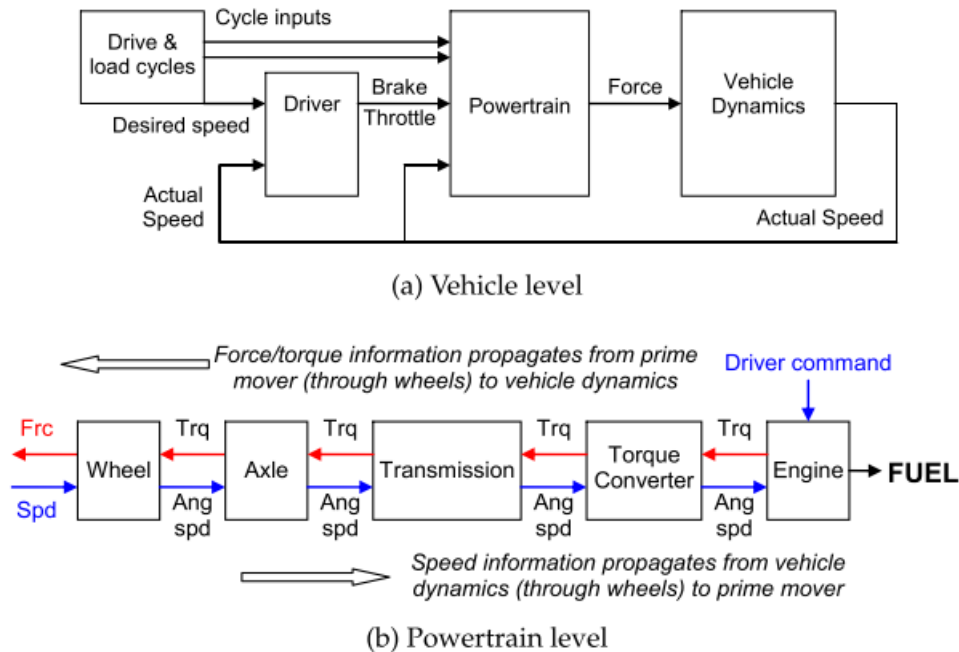 Cycle inputs
Drive &
load cycles
Driver
Brake
Throttle
Powertrain
Force
Vehicle
Dynamics
Desired speed
Actual
Speed
Actual Speed
(a) Vehicle level
Force/torque information propagates from prime
mover (through wheels) to vehicle dynamics
Driver command
Frc
Trq
Trq
Trq
Trq
Wheel
Axle
Transmission
Torque
Converter
Engine
FUEL
Spd
Ang
spd
Ang
spd
Ang
spd
Ang
spd
Speed information propagates from vehicle
dynamics (through wheels) to prime mover
(b) Powertrain level